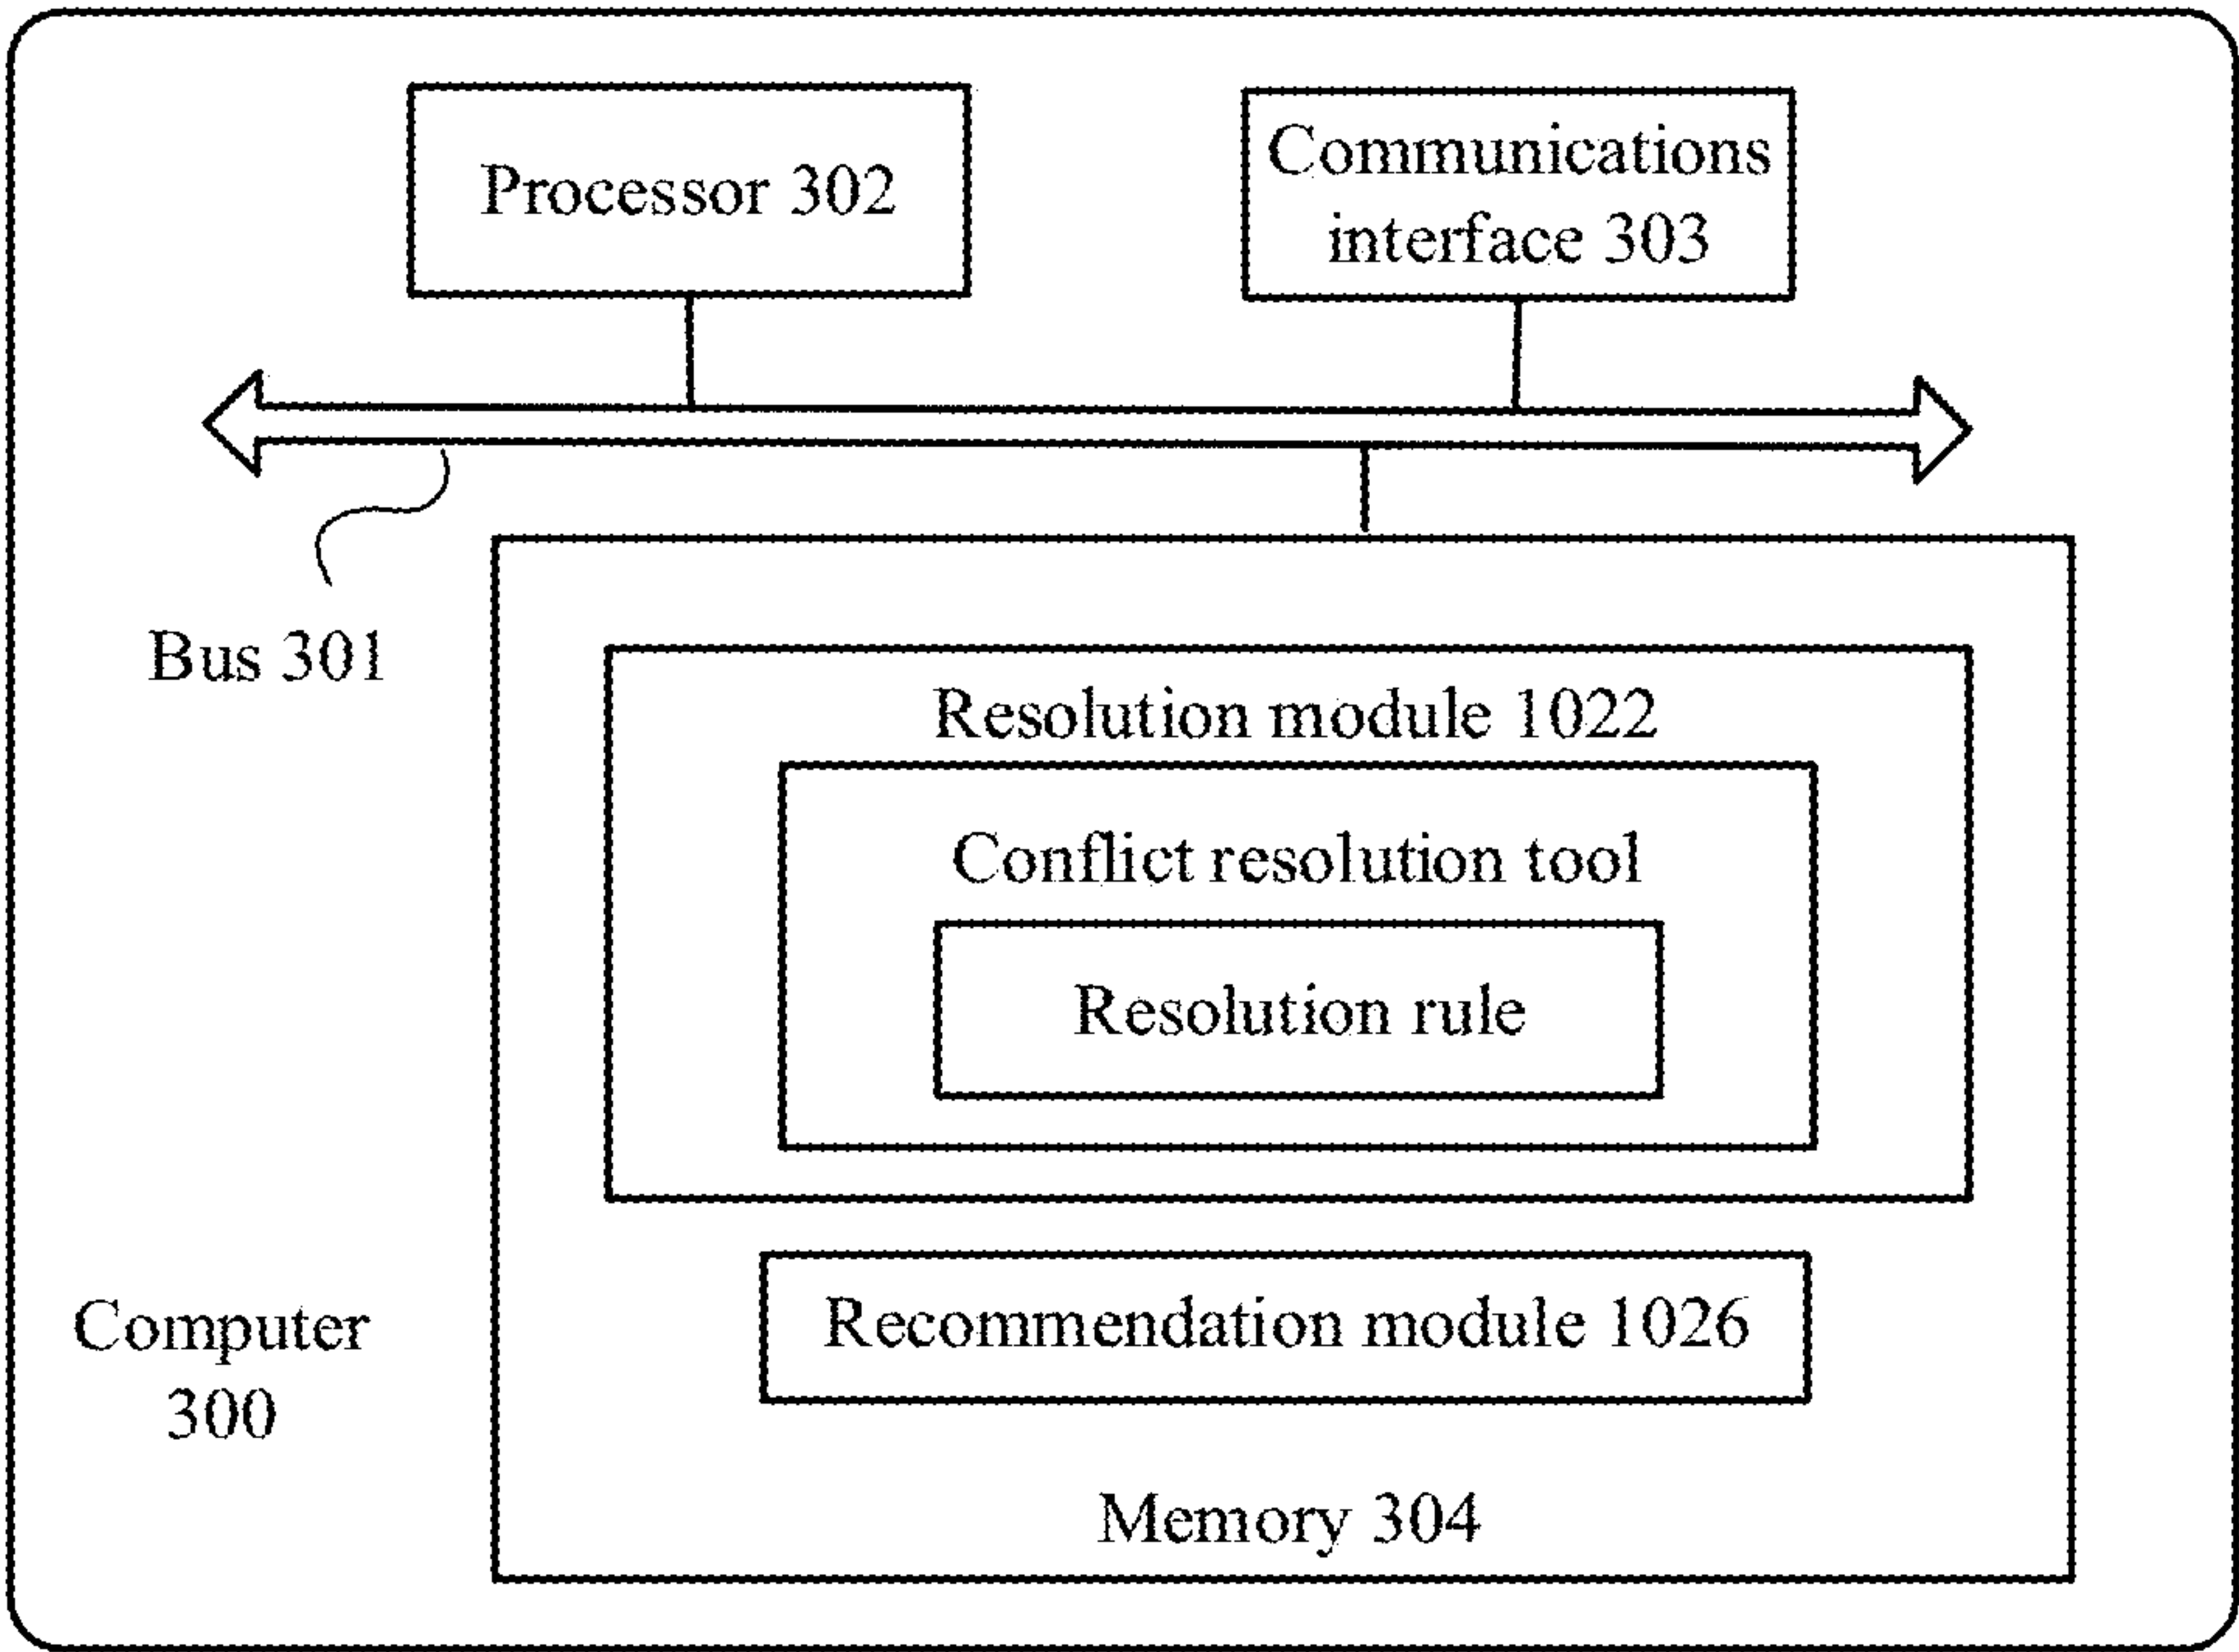 Processor 302
Communications
interface 303
Bus 301
Resolution module 1022
Conflict resolution tool
Resolution rule
Recommendation module 1026
Computer
300
Memory 304